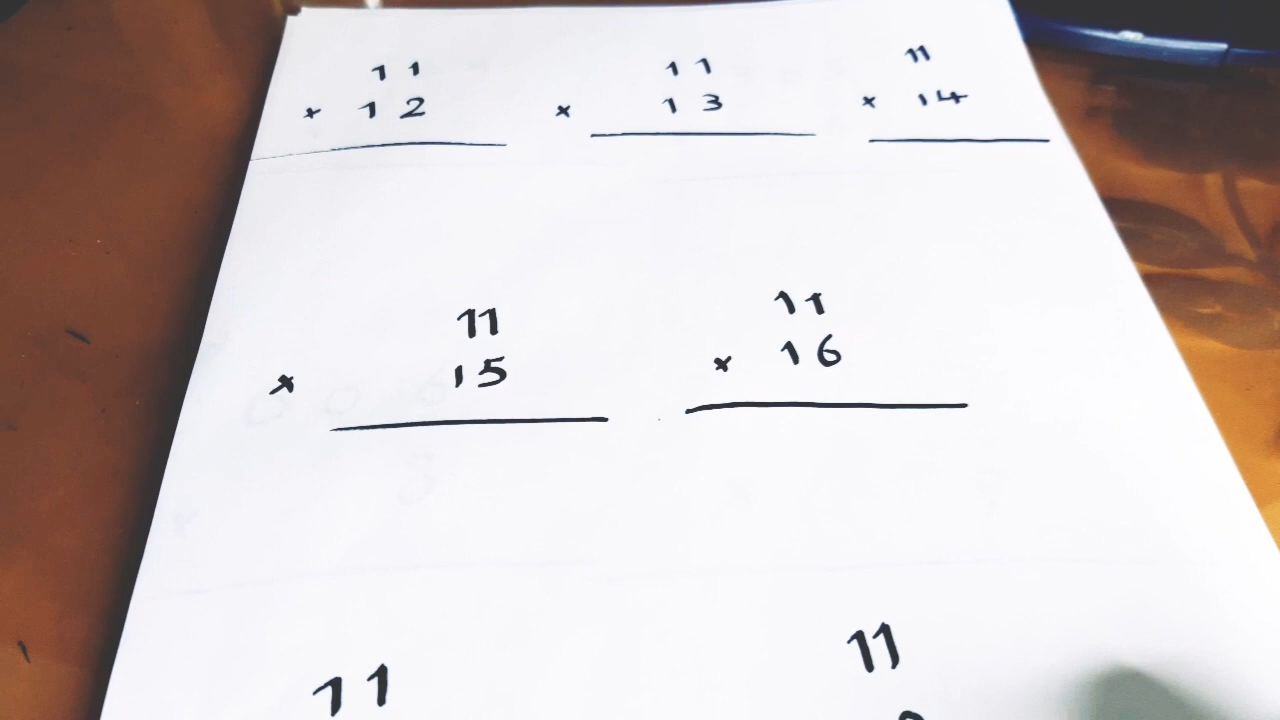 11 11 11
× 12 × 13 × 14
11 11
× 15 × 16
11 11